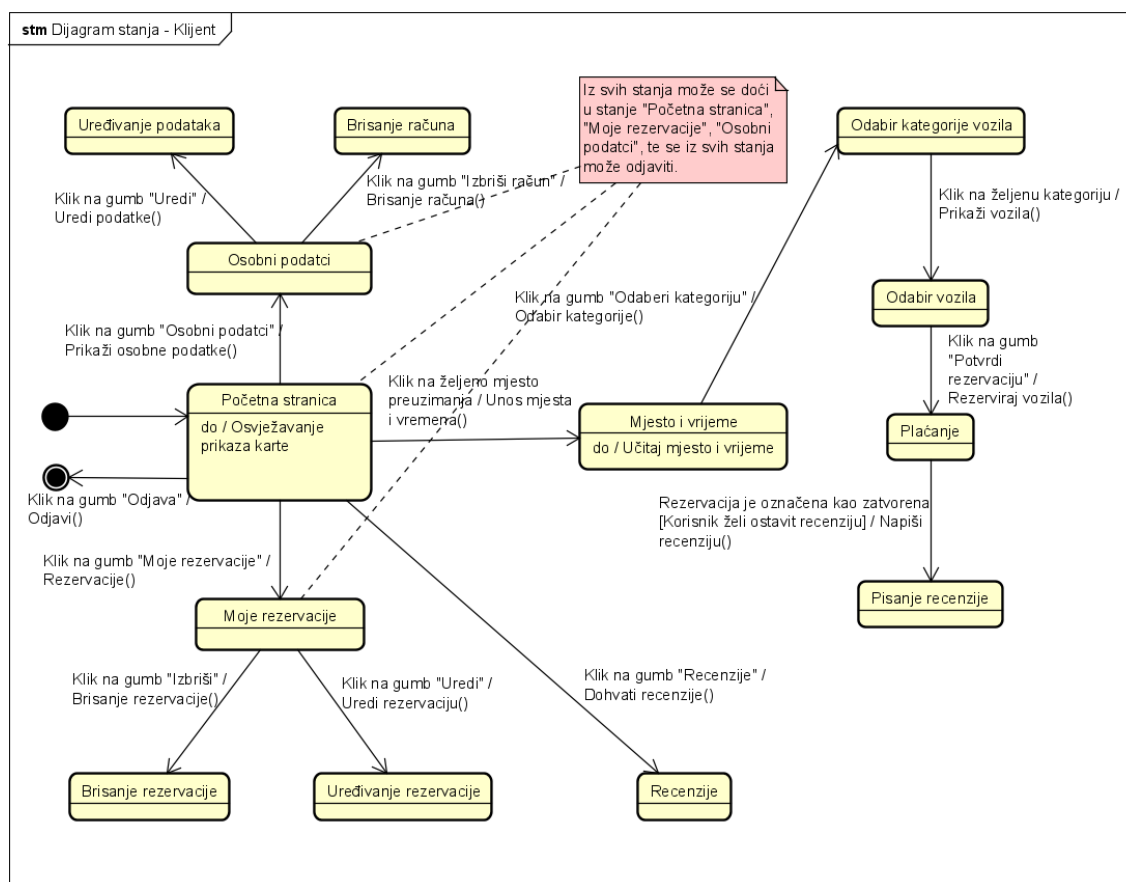 stm Dijagram stanja - Klijent
Iz svih stanja može se doći
u stanje "Početna stranica",
"Moje rezervacije", "Osobni
podatci", te se iz svih stanja
može odjaviti.
Uređivanje podataka
Brisanje računa
Odabir kategorije vozila
Klik na gumb "Uredi" /
Uredi podatke()
Klik na gumb "Izbriši račun" /
Brisanje računa()
Klik na željenu kategoriju /
Prikaži vozila()
Osobni podatci
Klik na gumb "Odaberi kategoriju" /
Odabir kategorije()
Odabir vozila
Klik na gumb "Osobni podatci" /
Prikaži osobne podatke()
Klik na gumb
"Potvrdi
rezervaciju" /
Rezerviraj vozila()
Početna stranica
do / Osvježavanje
prikaza karte
Klik na željeno mjesto
preuzimanja / Unos mjesta
i vremena()
Mjesto i vrijeme
do / Učitaj mjesto i vrijeme
Plaćanje
Klik na gumb "Odjava" /
Odjavi()
Rezervacija je označena kao zatvorena
[Korisnik želi ostavit recenziju] / Napiši
recenziju()
Klik na gumb "Moje rezervacije" /
Rezervacije()
Pisanje recenzije
Moje rezervacije
Klik na gumb "Izbriši" /
Brisanje rezervacije()
Klik na gumb "Uredi" /
Uredi rezervaciju()
Klik na gumb "Recenzije" /
Dohvati recenzije()
Brisanje rezervacije
Uređivanje rezervacije
Recenzije